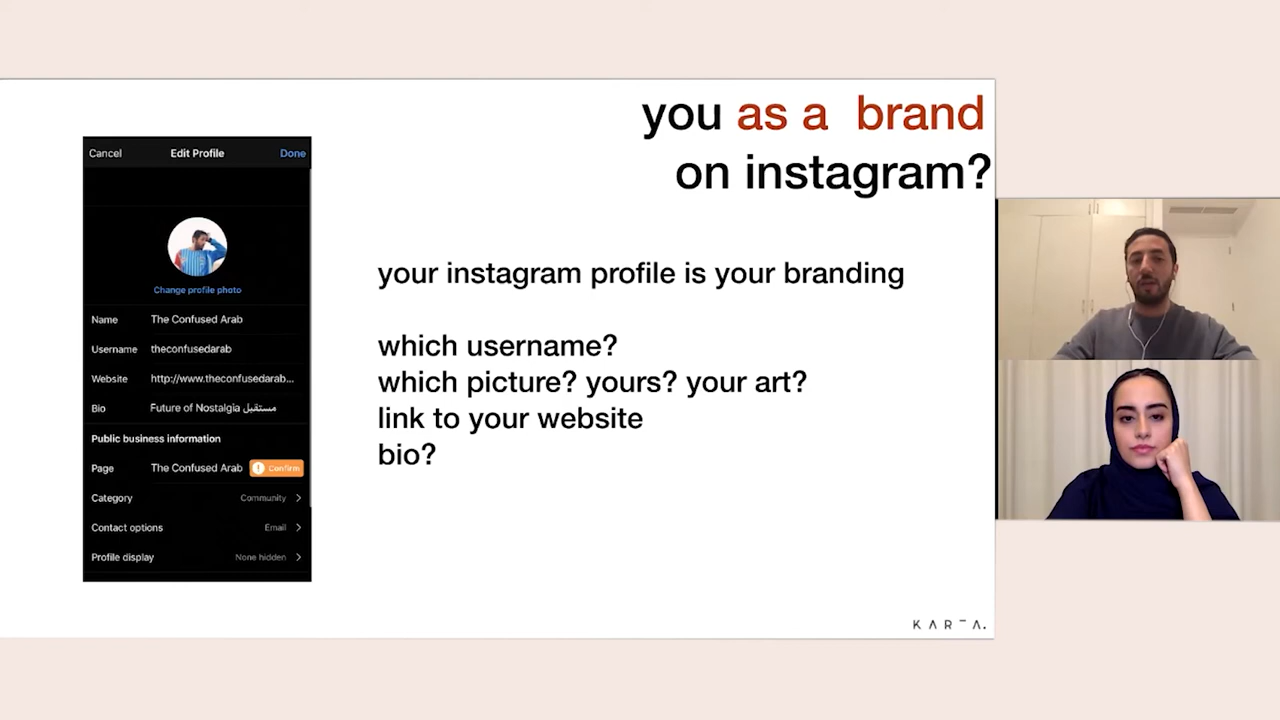 you as a brand
on instagram?
Cancel Edit Profile Done
Change profile photo
Name The Confused Arab
Username theconfusedarab
Website http://www.theconfusedarab...
Bio Future of Nostalgia مستقبل
Public business information
Page The Confused Arab ! Confirm
Category Community >
Contact options Email >
Profile display None hidden >
your instagram profile is your branding
which username?
which picture? yours? your art?
link to your website
bio?
KARTA.